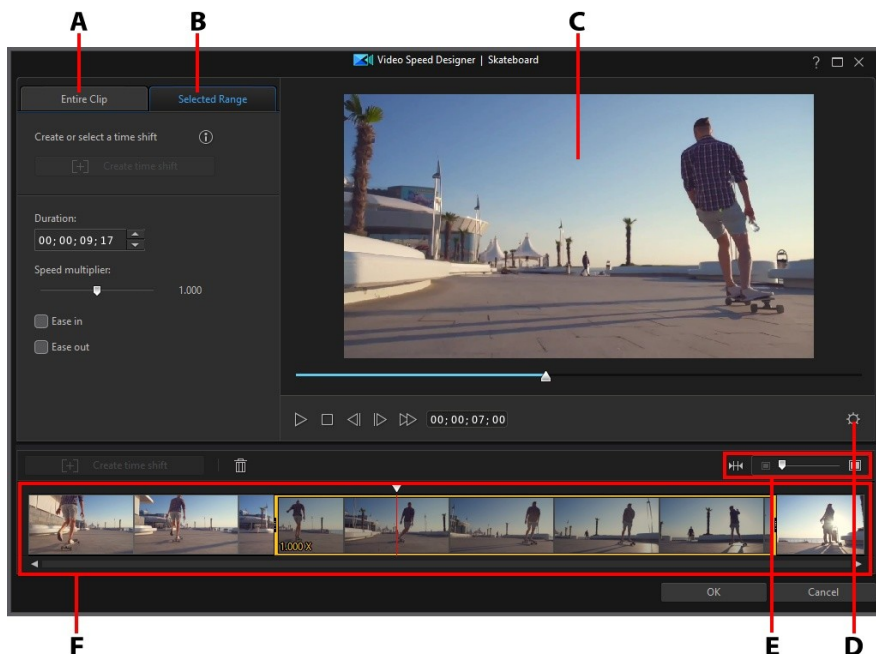 A B C
Video Speed Designer | Skateboard
Entire Clip Selected Range
Create or select a time shift
[+] Create time shift
Duration:
00; 00; 09; 17
Speed multiplier:
1.000
Ease in
Ease out
00; 00; 07; 00
[+] Create time shift
1.000 X
OK Cancel
F E D